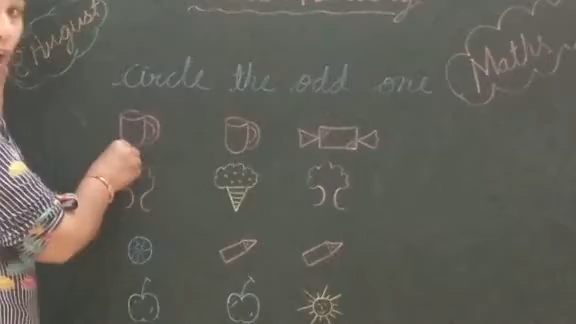 August
Maths
circle the odd one